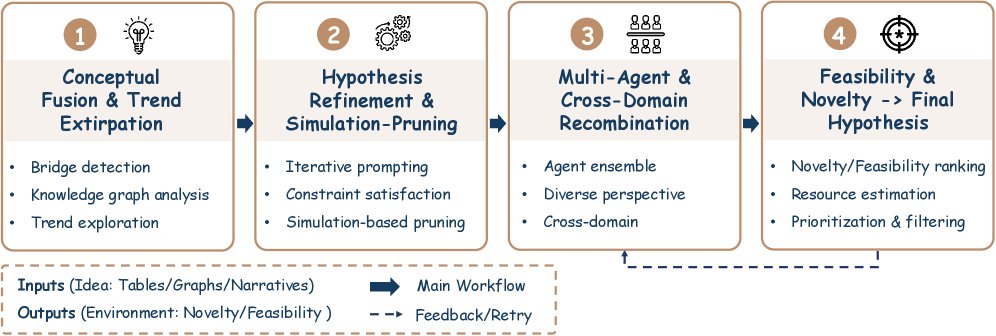 1
Conceptual
Fusion & Trend
Extirpation
• Bridge detection
• Knowledge graph analysis
• Trend exploration
2
Hypothesis
Refinement &
Simulation-Pruning
• Iterative prompting
• Constraint satisfaction
• Simulation-based pruning
3
Multi-Agent &
Cross-Domain
Recombination
• Agent ensemble
• Diverse perspective
• Cross-domain
4
Feasibility &
Novelty -> Final
Hypothesis
• Novelty/Feasibility ranking
• Resource estimation
• Prioritization & filtering
Inputs (Idea: Tables/Graphs/Narratives)
Main Workflow
Outputs (Environment: Novelty/Feasibility )
Feedback/Retry